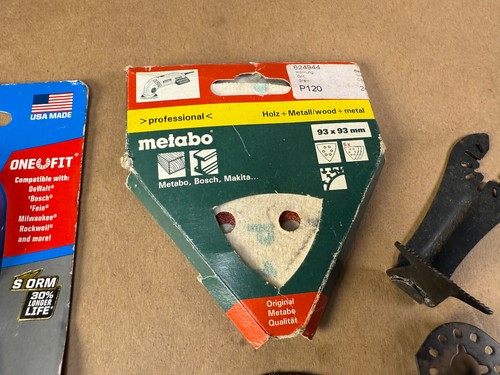 USA MADE
ONE FIT
Compatible with:
DeWalt
Bosch
Fein
Milwaukee
Rockwell
and more!
STORM
30%
LONGER
LIFE
624944
P120
>professional<
Holz + Metall/wood + metal
metabo
93 x 93 mm
Metabo, Bosch, Makita...
Original
Metabo
Qualität